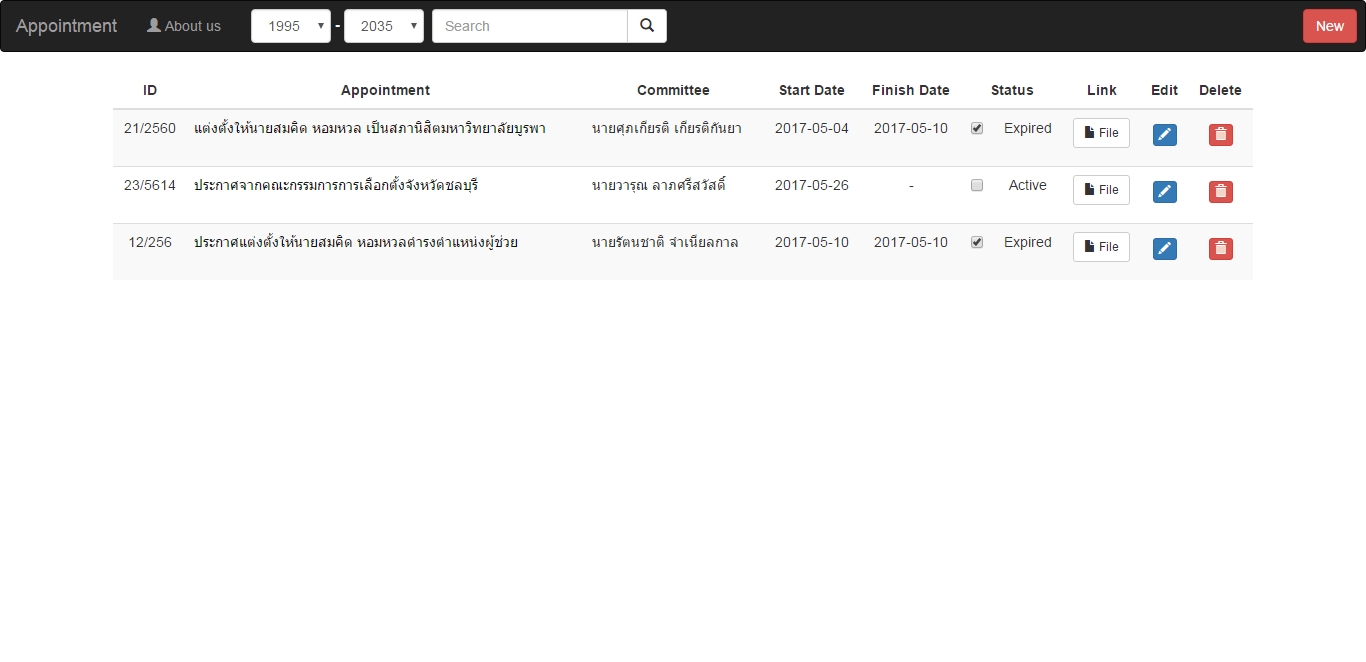 Appointment About us 1995 - 2035 Search New
ID Appointment Committee Start Date Finish Date Status Link Edit Delete
21/2560 แต่งตั้งให้นายสมคิด หอมหวล เป็นสภานิสิตมหาวิทยาลัยบูรพา นายศุภเกียรติ เกียรติกันยา 2017-05-04 2017-05-10 Expired File
23/5614 ประกาศจากคณะกรรมการการเลือกตั้งจังหวัดชลบุรี นายวารุณ ลาภศรีสวัสดิ์ 2017-05-26 - Active File
12/256 ประกาศแต่งตั้งให้นายสมคิด หอมหวลดำรงตำแหน่งผู้ช่วย นายรัตนชาติ จำเนียลกาล 2017-05-10 2017-05-10 Expired File